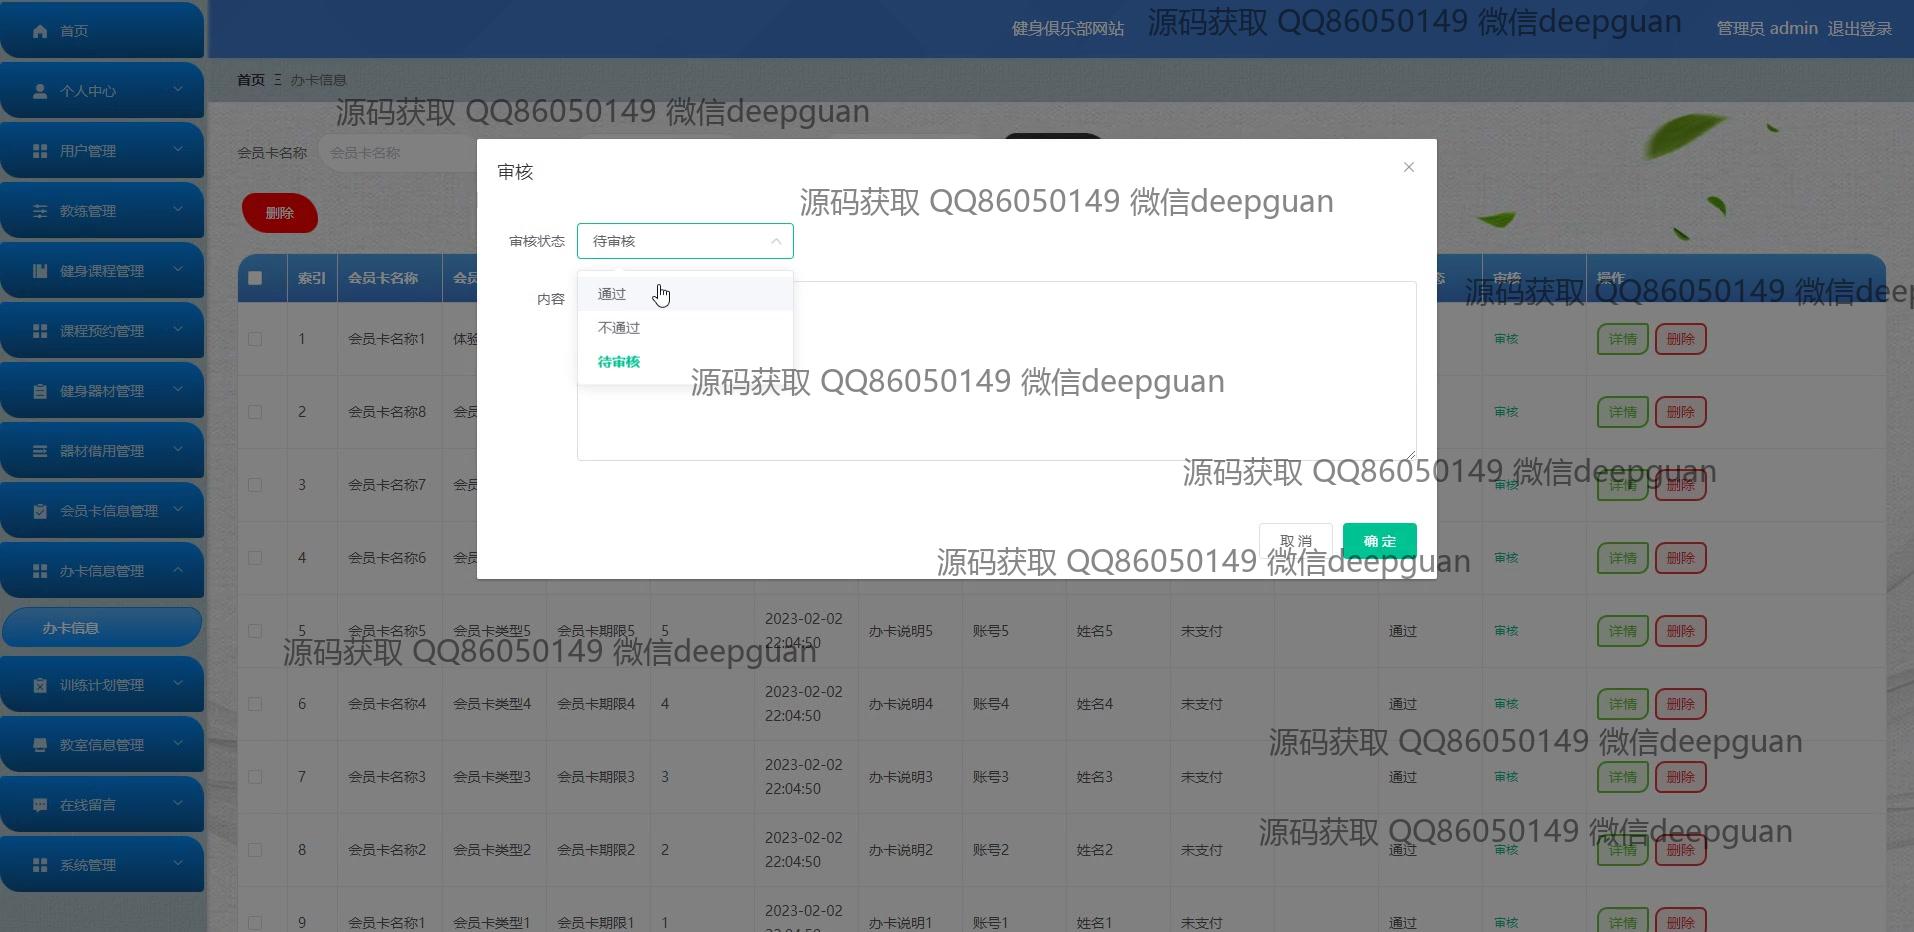 首页
个人中心
用户管理
教练管理
健身课程管理
课程预约管理
健身器材管理
器材借用管理
会员卡信息管理
办卡信息管理
办卡信息
训练计划管理
教室信息管理
在线留言
系统管理
健身俱乐部网站 源码获取 QQ86050149 微信deepguan 管理员 admin 退出登录
首页 Ξ 办卡信息
源码获取 QQ86050149 微信deepguan
会员卡名称 会员卡名称
删除
审核
源码获取 QQ86050149 微信deepguan
审核状态 待审核
通过
不通过
待审核
内容
源码获取 QQ86050149 微信deepguan
取 消 确 定
源码获取 QQ86050149 微信deepguan
索引 会员卡名称 会员 态 审核 操作
源码获取 QQ86050149 微信deepg
1 会员卡名称1 体验 审核 详情 删除
2 会员卡名称8 会员 审核 详情 删除
3 会员卡名称7 会员 审核 详情 删除
源码获取 QQ86050149 微信deepguan
4 会员卡名称6 会员 审核 详情 删除
5 会员卡名称5 会员卡类型5 会员卡期限5 5 2023-02-02 22:04:50 办卡说明5 账号5 姓名5 未支付 通过 审核 详情 删除
源码获取 QQ86050149 微信deepguan
6 会员卡名称4 会员卡类型4 会员卡期限4 4 2023-02-02 22:04:50 办卡说明4 账号4 姓名4 未支付 通过 审核 详情 删除
源码获取 QQ86050149 微信deepguan
7 会员卡名称3 会员卡类型3 会员卡期限3 3 2023-02-02 22:04:50 办卡说明3 账号3 姓名3 未支付 通过 审核 详情 删除
源码获取 QQ86050149 微信deepguan
8 会员卡名称2 会员卡类型2 会员卡期限2 2 2023-02-02 22:04:50 办卡说明2 账号2 姓名2 未支付 通过 审核 详情 删除
9 会员卡名称1 会员卡类型1 会员卡期限1 1 2023-02-02 办卡说明1 账号1 姓名1 未支付 通过 审核 详情 删除